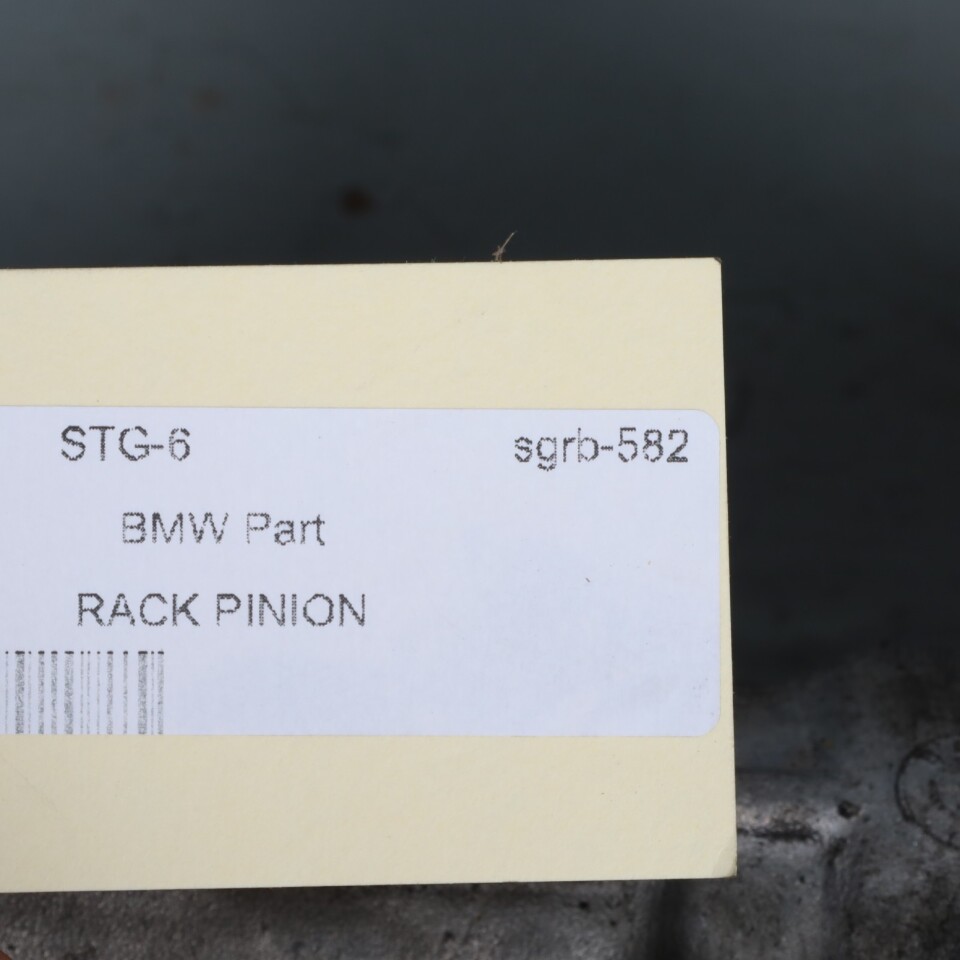 STG-6 sgrb-582
BMW Part
RACK PINION